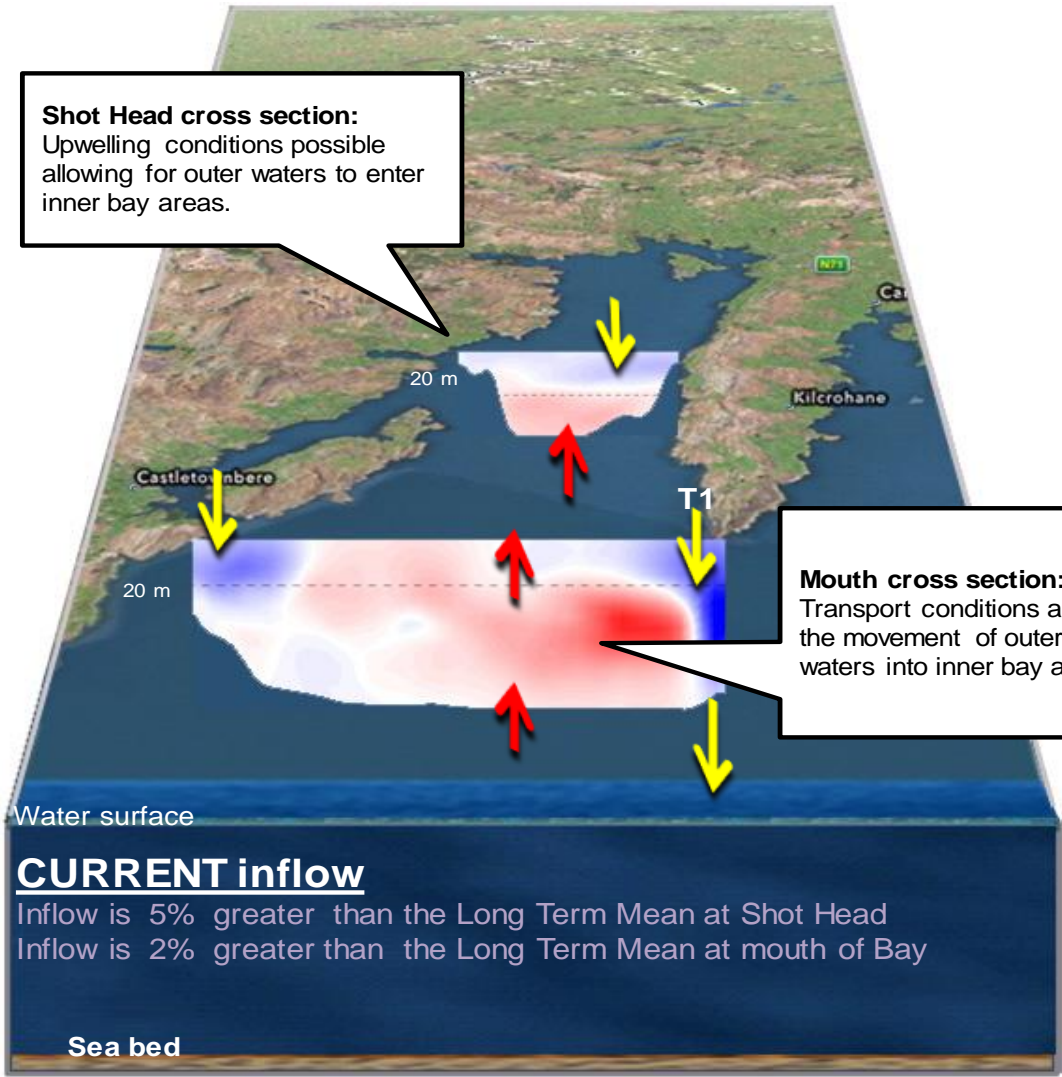 Shot Head cross section:
Upwelling conditions possible
allowing for outer waters to enter
inner bay areas.
N71
Ca
20 m
Kilcrohane
Castletownbere
T1
20 m
Mouth cross section:
Transport conditions a
the movement of outer
waters into inner bay a
Water surface
CURRENT inflow
Inflow is 5% greater than the Long Term Mean at Shot Head
Inflow is 2% greater than the Long Term Mean at mouth of Bay
Sea bed